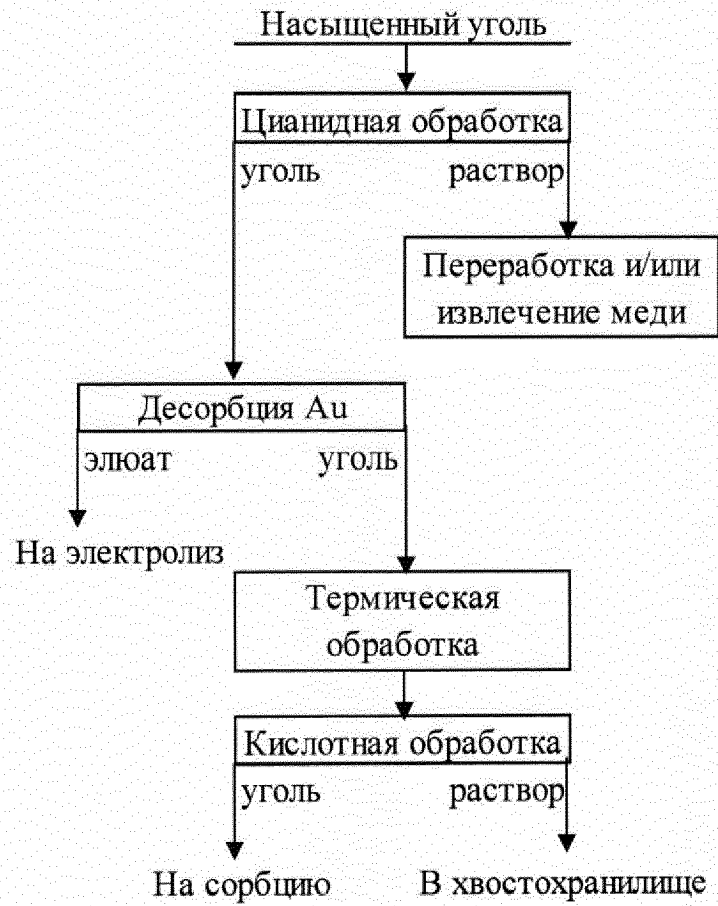 Насыщенный уголь
Цианидная обработка
уголь раствор
Переработка и/или
извлечение меди
Десорбция Au
элюат уголь
На электролиз
Термическая
обработка
Кислотная обработка
уголь раствор
На сорбцию В хвостохранилище